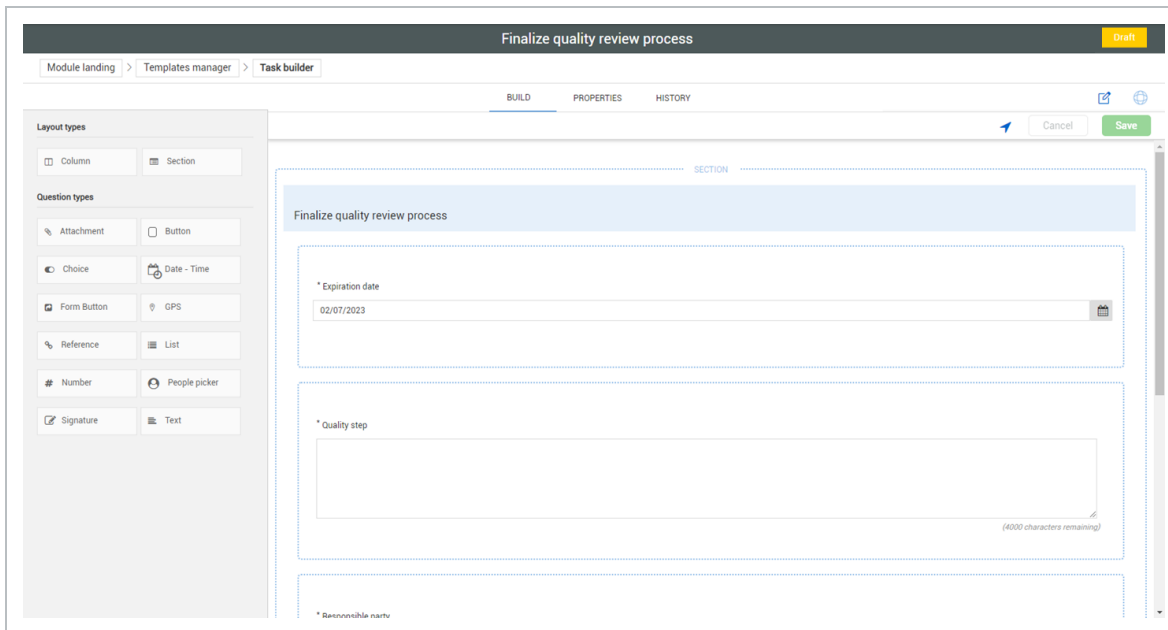 Finalize quality review process
Draft
Module landing > Templates manager > Task builder
BUILD PROPERTIES HISTORY
Cancel Save
Layout types
Column Section
Question types
Attachment Button
Choice Date - Time
Form Button GPS
Reference List
Number People picker
Signature Text
SECTION
Finalize quality review process
* Expiration date
02/07/2023
* Quality step
(4000 characters remaining)
* Responsible party